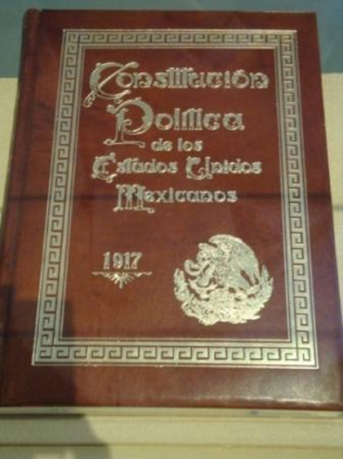 Constitución
Política
de los
Estados Unidos
Mexicanos
1917